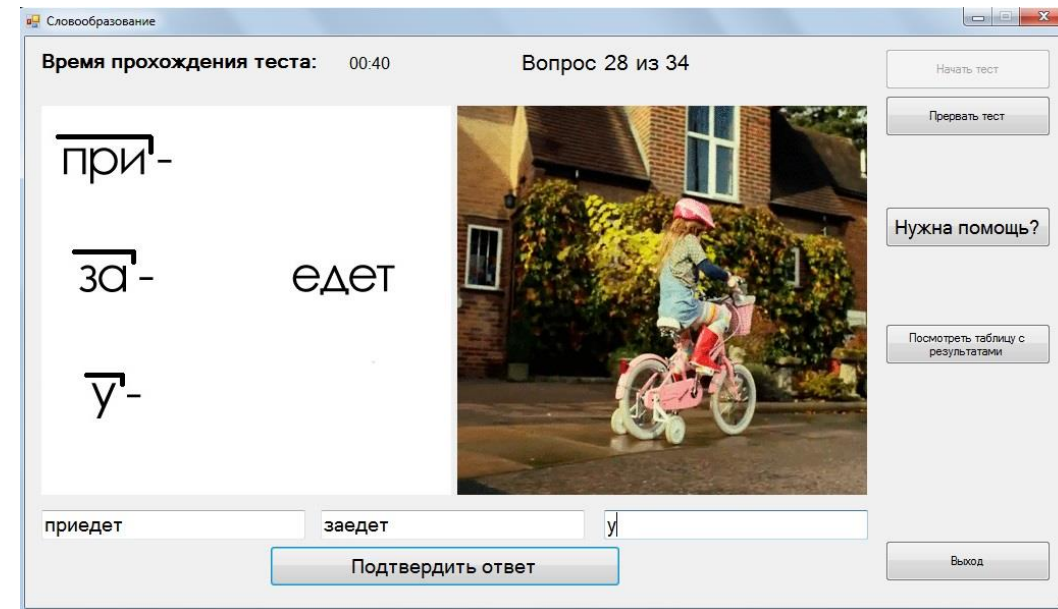 Словообразование
Время прохождения теста: 00:40 Вопрос 28 из 34
Начать тест
Прервать тест
Нужна помощь?
Посмотреть таблицу с
результатами
Выход
при-
за- едет
у-
приедет заедет у
Подтвердить ответ